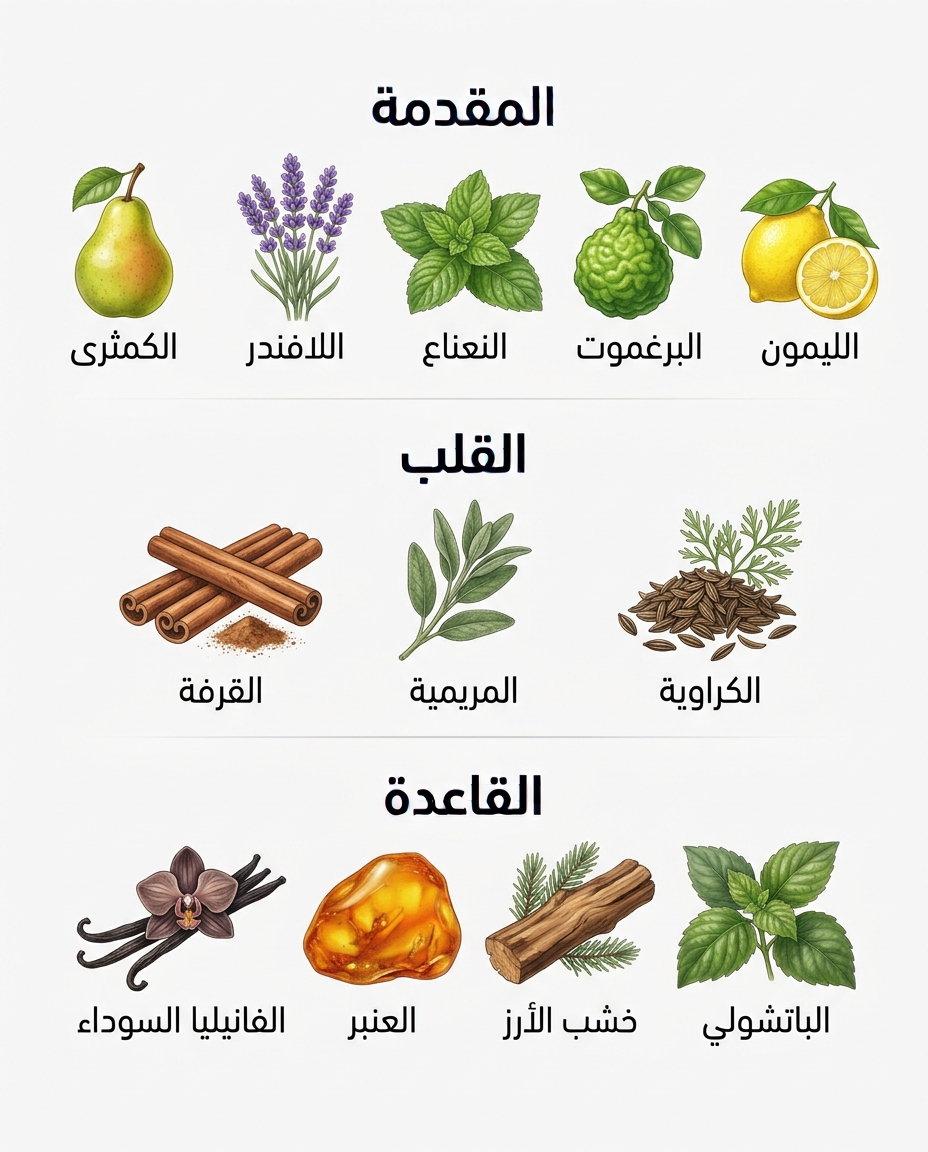 المقدمة
الليمون البرغموت النعناع اللافندر الكمثرى
القلب
الكراوية المريمية القرفة
القاعدة
الباتشولي خشب الأرز العنبر الفانيليا السوداء